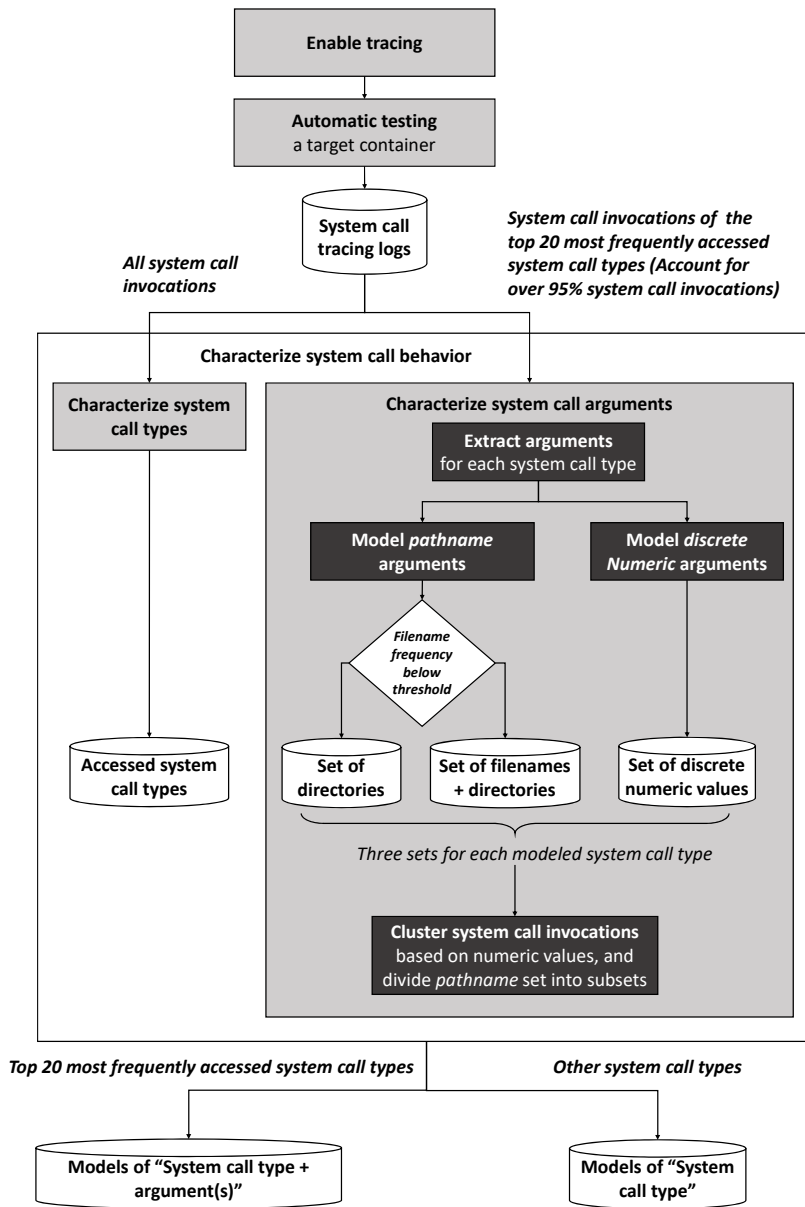 Enable tracing
Automatic testing
a target container
System call
tracing logs
All system call
invocations
System call invocations of the
top 20 most frequently accessed
system call types (Account for
over 95% system call invocations)
Characterize system call behavior
Characterize system
call types
Characterize system call arguments
Extract arguments
for each system call type
Model pathname
arguments
Model discrete
Numeric arguments
Filename
frequency
below
threshold
Accessed system
call types
Set of
directories
Set of filenames
+ directories
Set of discrete
numeric values
Three sets for each modeled system call type
Cluster system call invocations
based on numeric values, and
divide pathname set into subsets
Top 20 most frequently accessed system call types
Other system call types
Models of “System call type +
argument(s)”
Models of “System
call type”